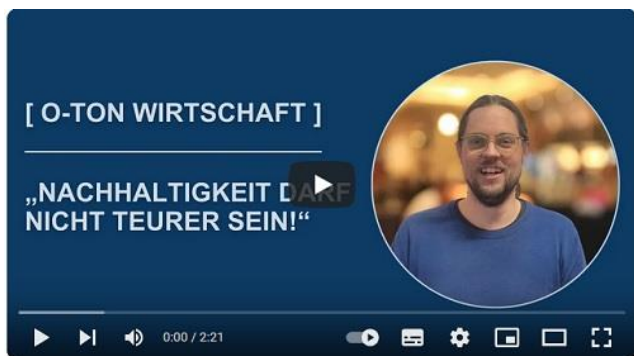 [ O-TON WIRTSCHAFT ]
„NACHHALTIGKEIT DARF
NICHT TEURER SEIN!“
0:00 / 2:21